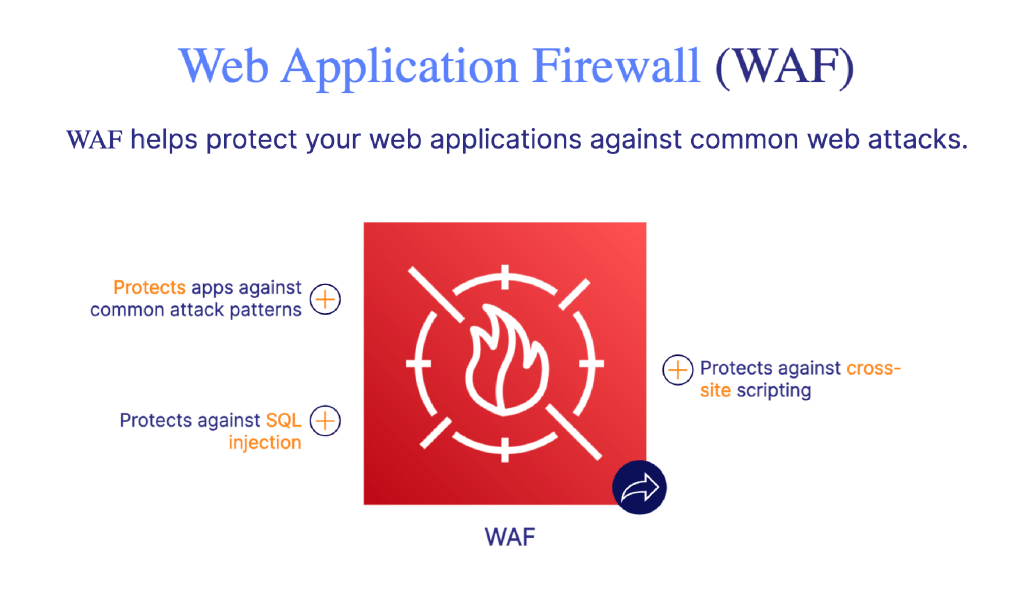 Web Application Firewall (WAF)
WAF helps protect your web applications against common web attacks.
Protects apps against
common attack patterns
Protects against SQL
injection
Protects against cross-
site scripting
WAF